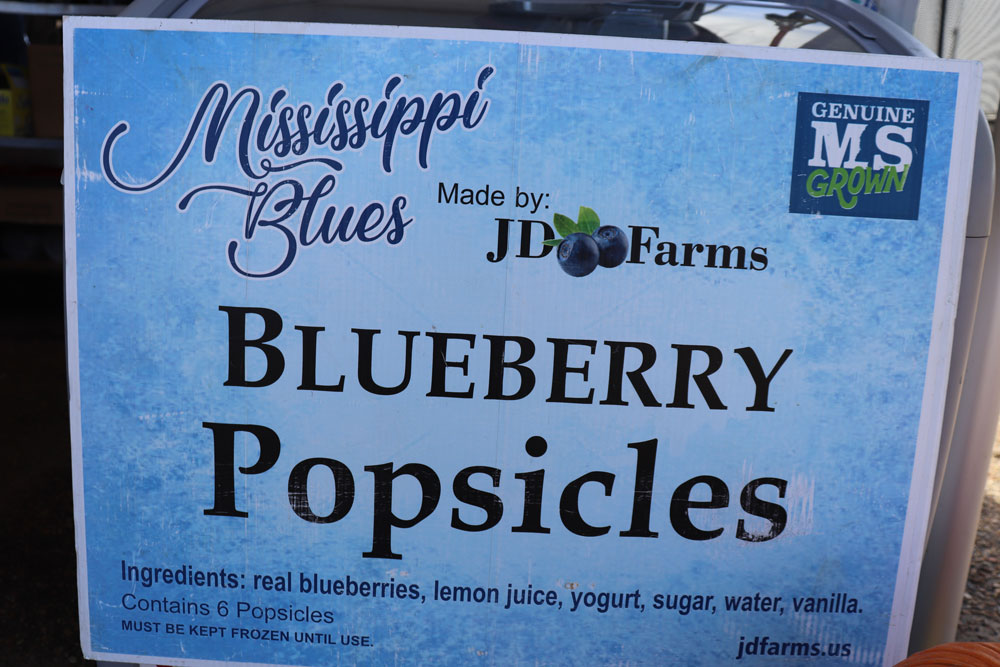 Mississippi
Blues
GENUINE
MS
GROWN
Made by:
JD Farms
BLUEBERRY
Popsicles
Ingredients: real blueberries, lemon juice, yogurt, sugar, water, vanilla.
Contains 6 Popsicles
MUST BE KEPT FROZEN UNTIL USE.
jdfarms.us